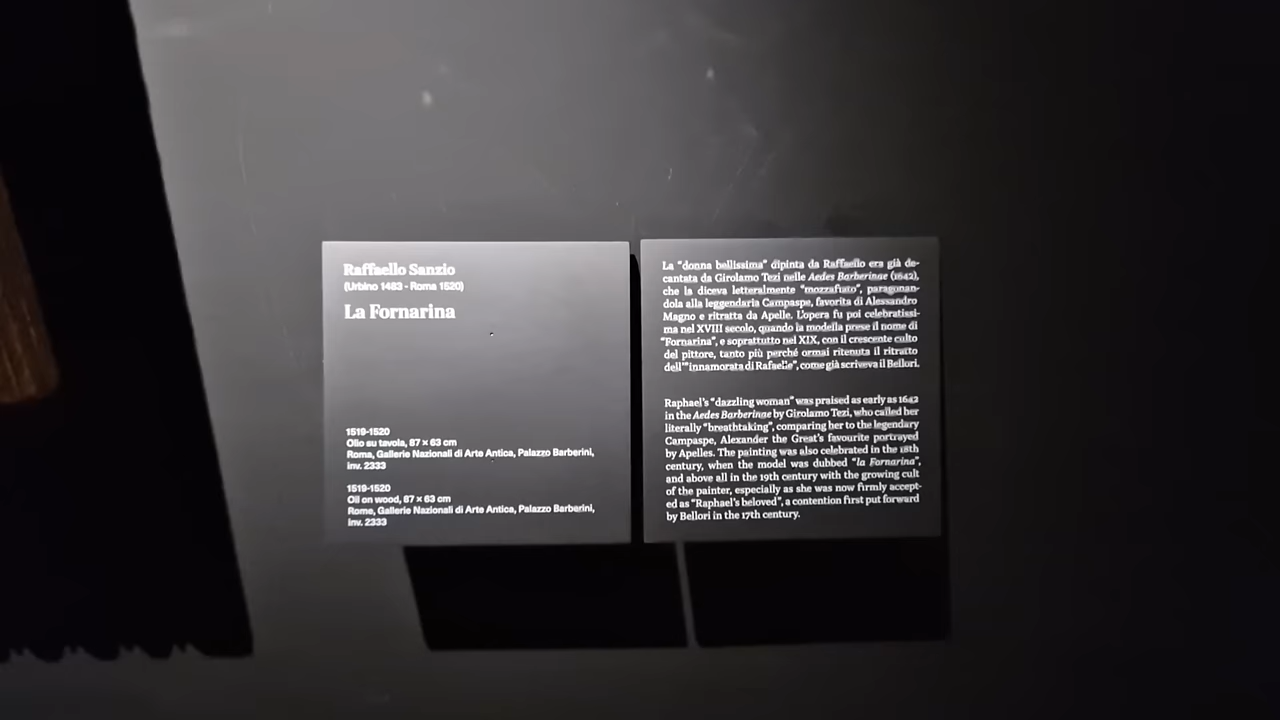 Raffaello Sanzio
(Urbino 1483 - Roma 1520)
La Fornarina
1519-1520
Olio su tavola, 87 × 63 cm
Roma, Gallerie Nazionali di Arte Antica, Palazzo Barberini,
inv. 2333
1519-1520
Oil on wood, 87 × 63 cm
Rome, Gallerie Nazionali di Arte Antica, Palazzo Barberini,
inv. 2333
La “donna bellissima” dipinta da Raffaello era già de-
cantata da Girolamo Tezi nelle Aedes Barberinae (1642),
che la diceva letteralmente “mozzafiato”, paragonan-
dola alla leggendaria Campaspe, favorita di Alessandro
Magno e ritratta da Apelle. L’opera fu poi celebratissi-
ma nel XVIII secolo, quando la modella prese il nome di
“Fornarina”, e soprattutto nel XIX, con il crescente culto
del pittore, tanto più perché ormai ritenuta il ritratto
dell’“innamorata di Rafaelle”, come già scriveva il Bellori.
Raphael’s “dazzling woman” was praised as early as 1642
in the Aedes Barberinae by Girolamo Tezi, who called her
literally “breathtaking”, comparing her to the legendary
Campaspe, Alexander the Great’s favourite portrayed
by Apelles. The painting was also celebrated in the 18th
century, when the model was dubbed “la Fornarina”,
and above all in the 19th century with the growing cult
of the painter, especially as she was now firmly accept-
ed as “Raphael’s beloved”, a contention first put forward
by Bellori in the 17th century.